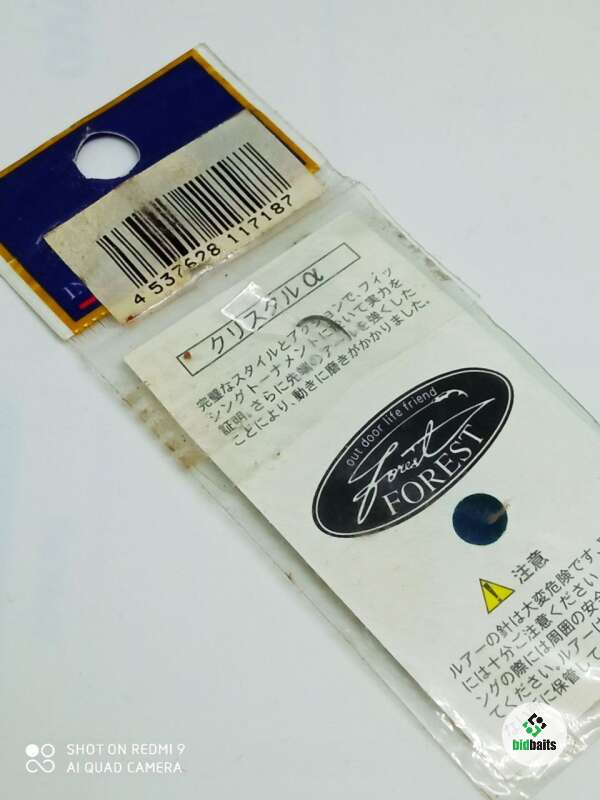 4 537628 117187
クリスタルα
完璧なスタイルとアクションで、フィッ
シングトーナメントにおいて実力を
証明。さらに先端のテールを強くした
ことにより、動きに磨きがかりました。
out door life friend
Forest
FOREST
注意
ルアーの針は大変危険です、
には十分ご注意ください
ングの際には周囲の安全
てください。ルアーは
に保管して
bidbaits
SHOT ON REDMI 9
AI QUAD CAMERA